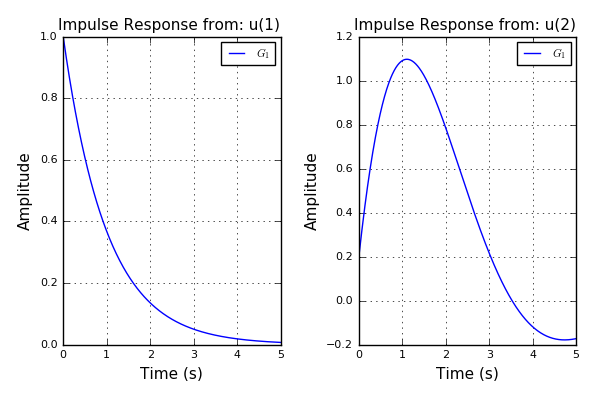 Impulse Response from: u(1)
1.0
0.8
0.6
0.4
0.2
0.0
Amplitude
G₁
0 1 2 3 4 5
Time (s)
Impulse Response from: u(2)
1.2
1.0
0.8
0.6
0.4
0.2
0.0
−0.2
Amplitude
G₁
0 1 2 3 4 5
Time (s)